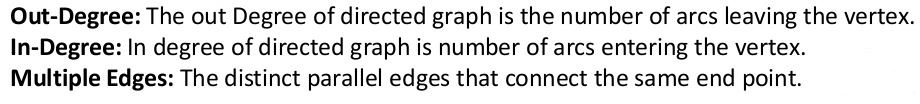 Out-Degree: The out Degree of directed graph is the number of arcs leaving the vertex.
In-Degree: In degree of directed graph is number of arcs entering the vertex.
Multiple Edges: The distinct parallel edges that connect the same end point.